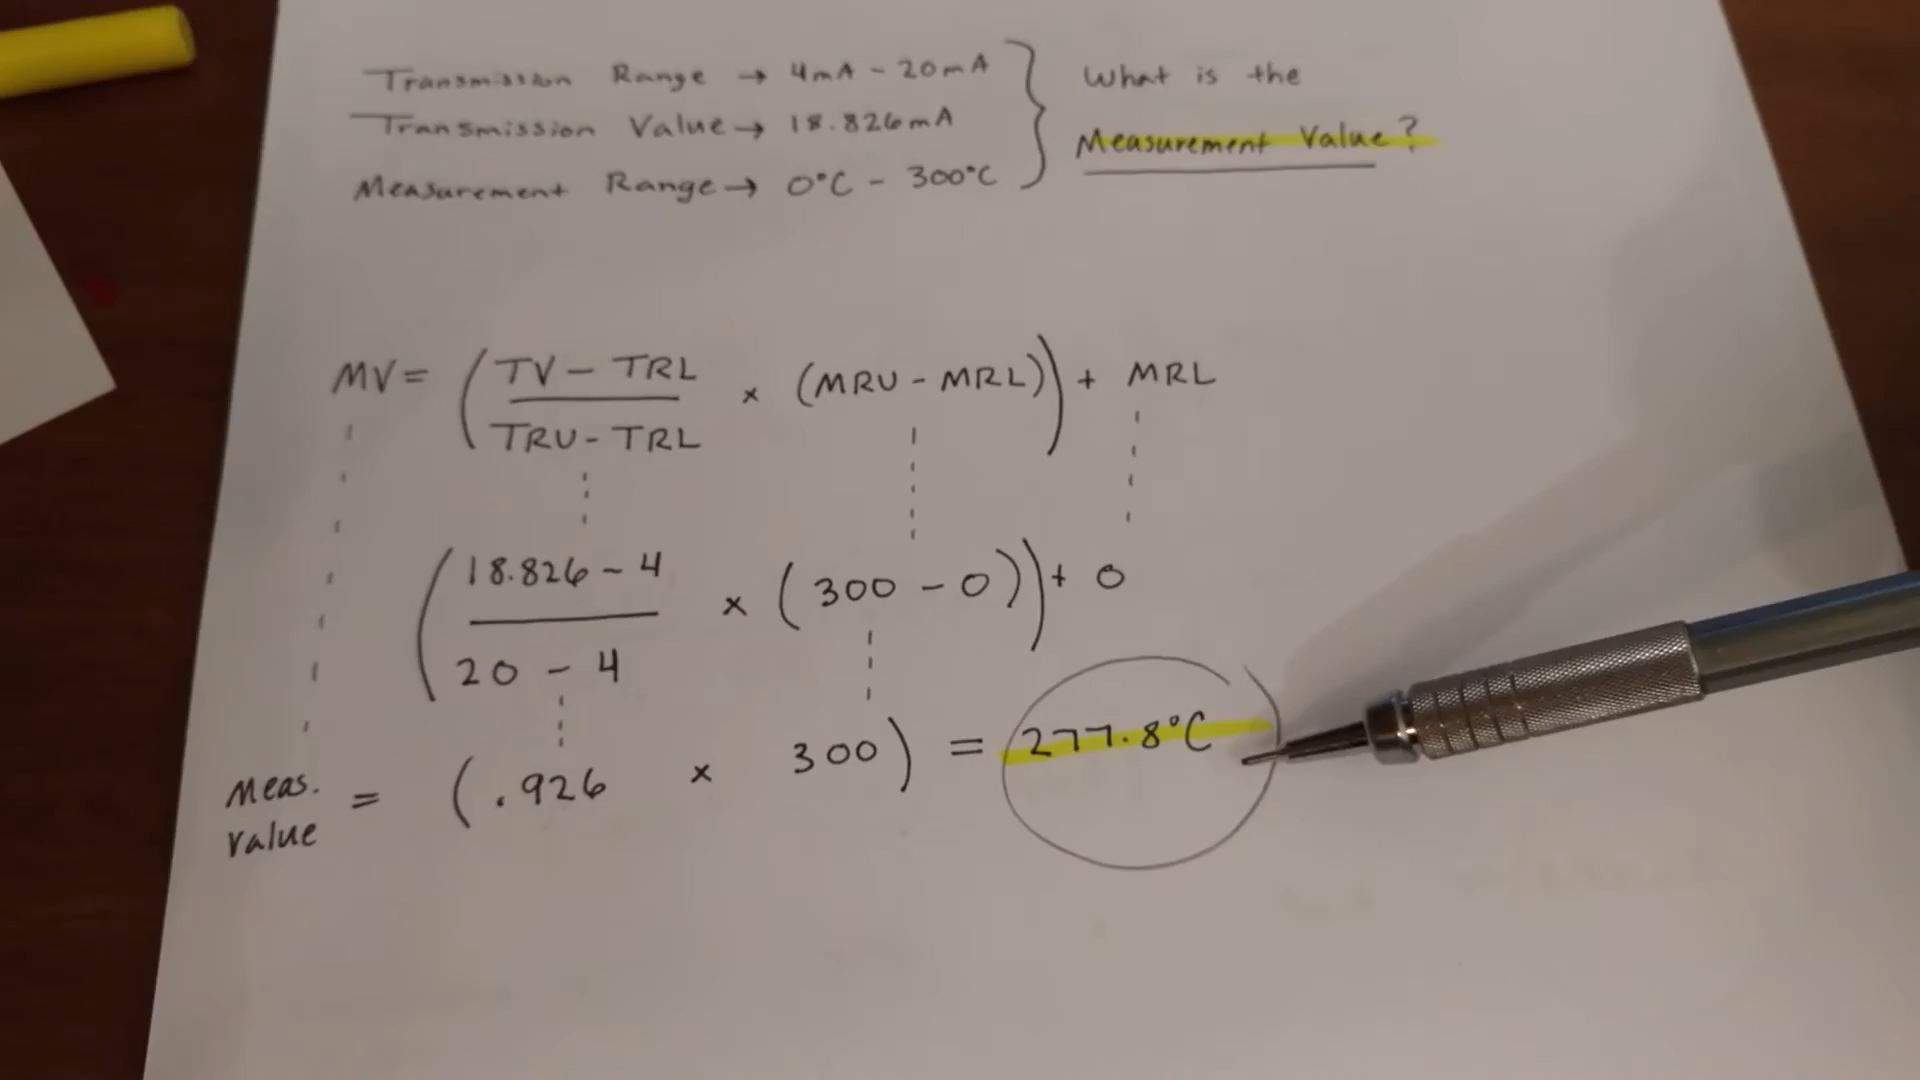 Transmission Range → 4mA - 20mA
Transmission Value → 18.826mA
Measurement Range → 0°C - 300°C
What is the
Measurement Value?
MV = (TV - TRL / TRU - TRL × (MRU - MRL)) + MRL
(18.826 - 4 / 20 - 4 × (300 - 0)) + 0
Meas. value = (.926 × 300) = 277.8°C